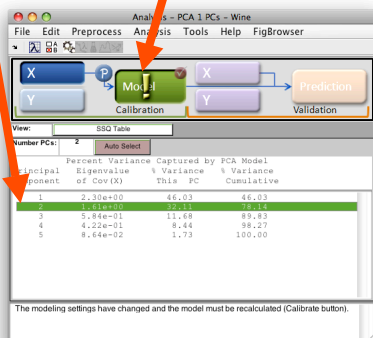 Analysis - PCA 1 PCs - Wine
File Edit Preprocess Analysis Tools Help FigBrowser
X
P
Model
!
X
Prediction
Y
Y
Calibration
Validation
View: SSQ Table
Number PCs: 2 Auto Select
Percent Variance Captured by PCA Model
Eigenvalue % Variance % Variance
of Cov(X) This PC Cumulative
1 2.30e+00 46.03 46.03
2 1.61e+00 32.11 78.14
3 5.84e-01 11.68 89.83
4 4.22e-01 8.44 98.27
5 8.64e-02 1.73 100.00
The modeling settings have changed and the model must be recalculated (Calibrate button).